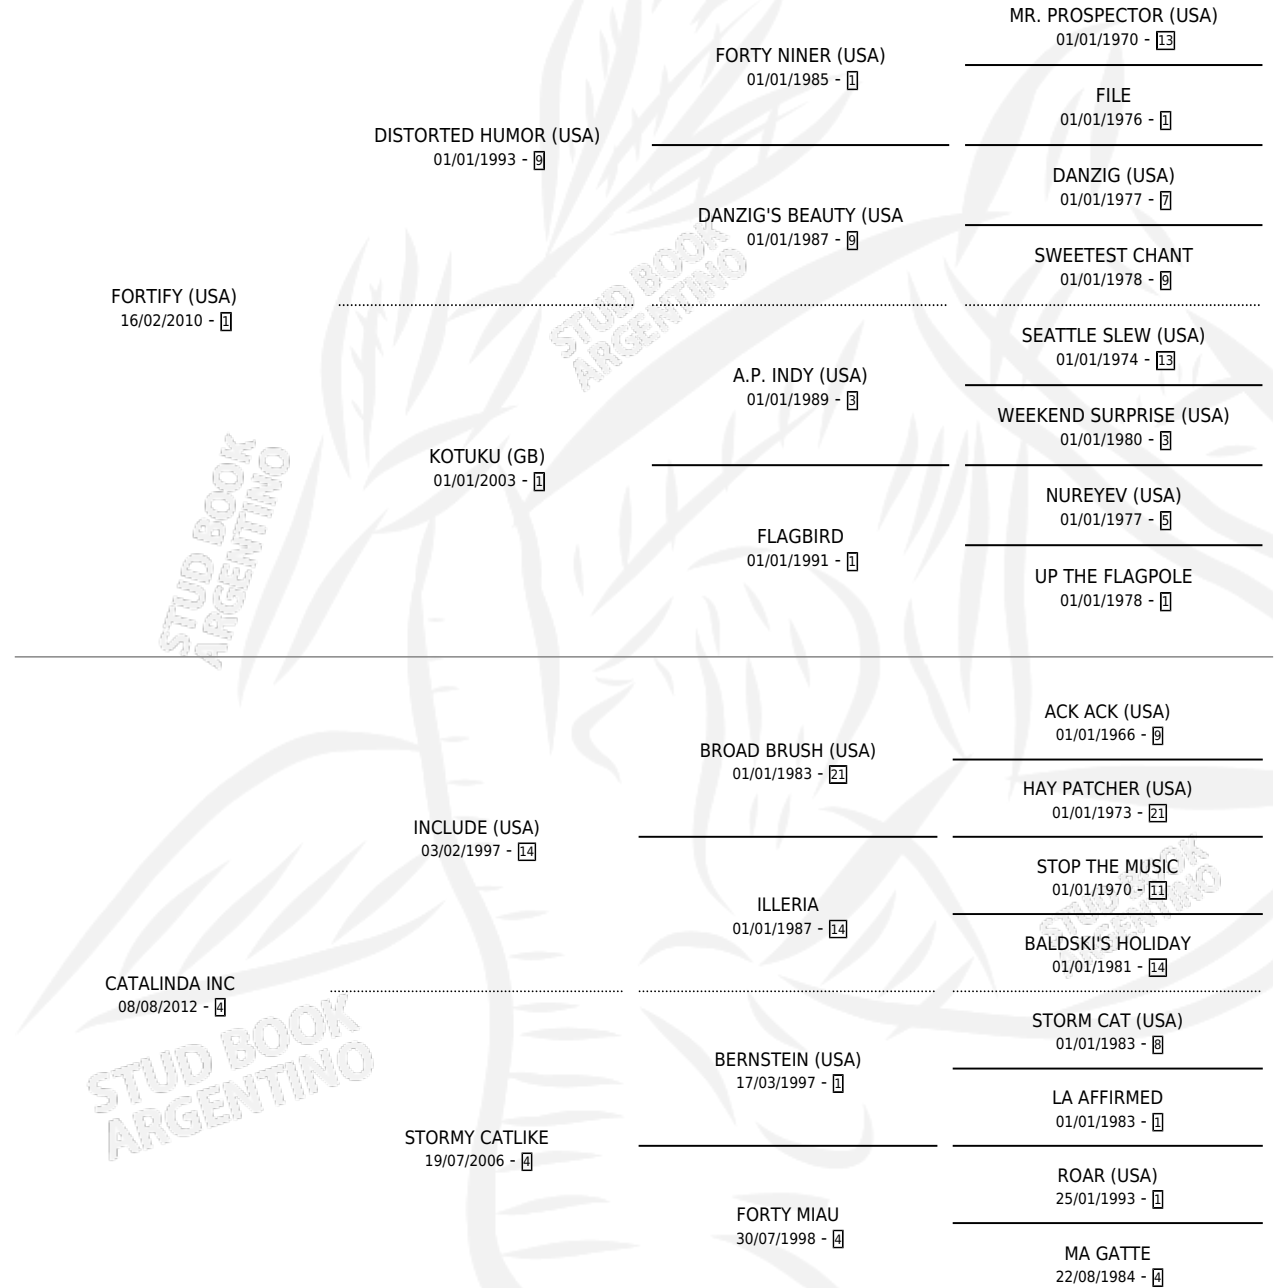 MR. PROSPECTOR (USA)
01/01/1970 - 13
FORTY NINER (USA)
01/01/1985 - 1
FILE
01/01/1976 - 1
DISTORTED HUMOR (USA)
01/01/1993 - 9
DANZIG (USA)
01/01/1977 - 7
DANZIG'S BEAUTY (USA
01/01/1987 - 9
SWEETEST CHANT
01/01/1978 - 9
FORTIFY (USA)
16/02/2010 - 1
SEATTLE SLEW (USA)
01/01/1974 - 13
A.P. INDY (USA)
01/01/1989 - 3
WEEKEND SURPRISE (USA)
01/01/1980 - 3
KOTUKU (GB)
01/01/2003 - 1
NUREYEV (USA)
01/01/1977 - 5
FLAGBIRD
01/01/1991 - 1
UP THE FLAGPOLE
01/01/1978 - 1
STUD BOOK
ARGENTINO
STUD BOOK
ARGENTINO
ACK ACK (USA)
01/01/1966 - 9
BROAD BRUSH (USA)
01/01/1983 - 21
HAY PATCHER (USA)
01/01/1973 - 21
INCLUDE (USA)
03/02/1997 - 14
STOP THE MUSIC
01/01/1970 - 11
ILLERIA
01/01/1987 - 14
BALDSKI'S HOLIDAY
01/01/1981 - 14
CATALINDA INC
08/08/2012 - 4
STORM CAT (USA)
01/01/1983 - 8
BERNSTEIN (USA)
17/03/1997 - 1
LA AFFIRMED
01/01/1983 - 1
STORMY CATLIKE
19/07/2006 - 4
ROAR (USA)
25/01/1993 - 1
FORTY MIAU
30/07/1998 - 4
MA GATTE
22/08/1984 - 4
STUD BOOK
ARGENTINO
STUD BOOK
ARGENTINO